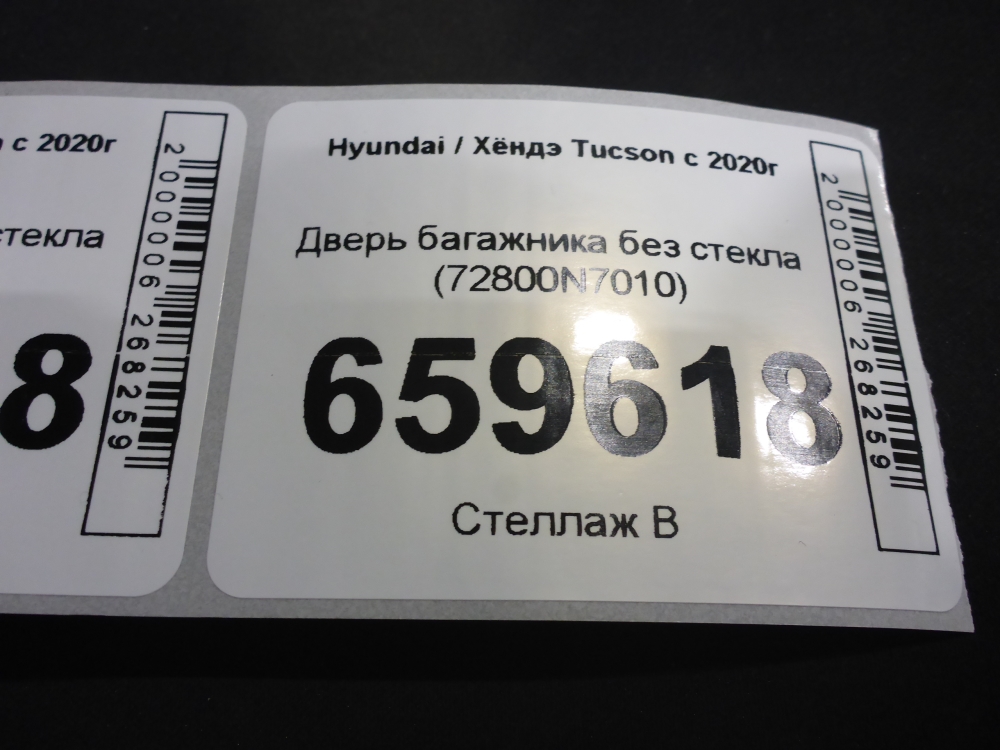 с 2020г
стекла
8
2000006268259
Hyundai / Хёндэ Tucson с 2020г
Дверь багажника без стекла
(72800N7010)
659618
Стеллаж В
2000006268259